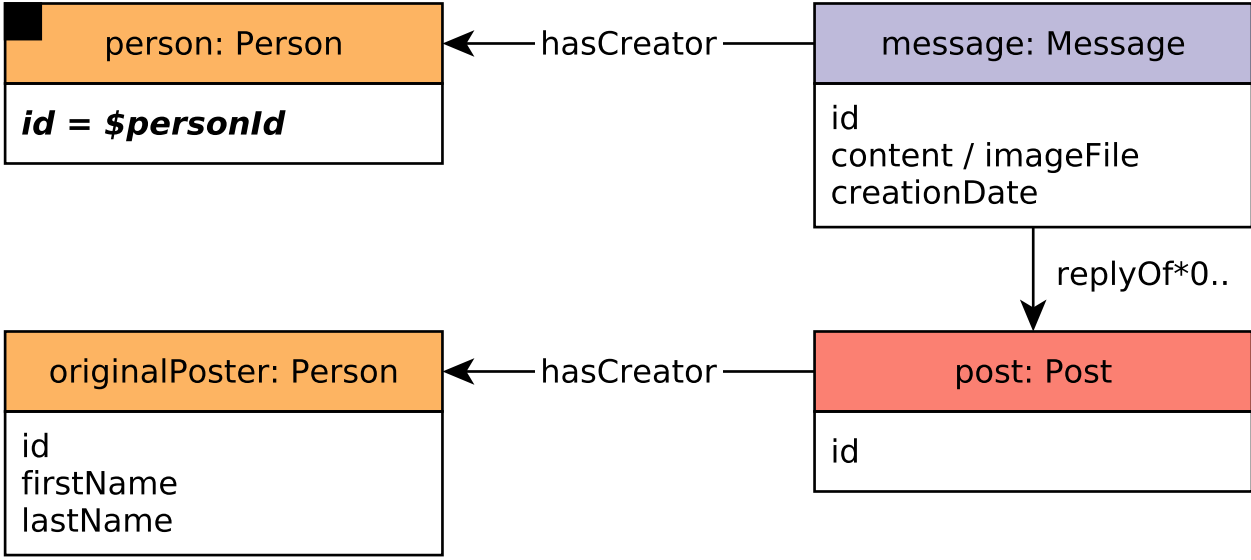 person: Person
id = $personId
hasCreator
message: Message
id
content / imageFile
creationDate
replyOf*0..
originalPoster: Person
id
firstName
lastName
hasCreator
post: Post
id